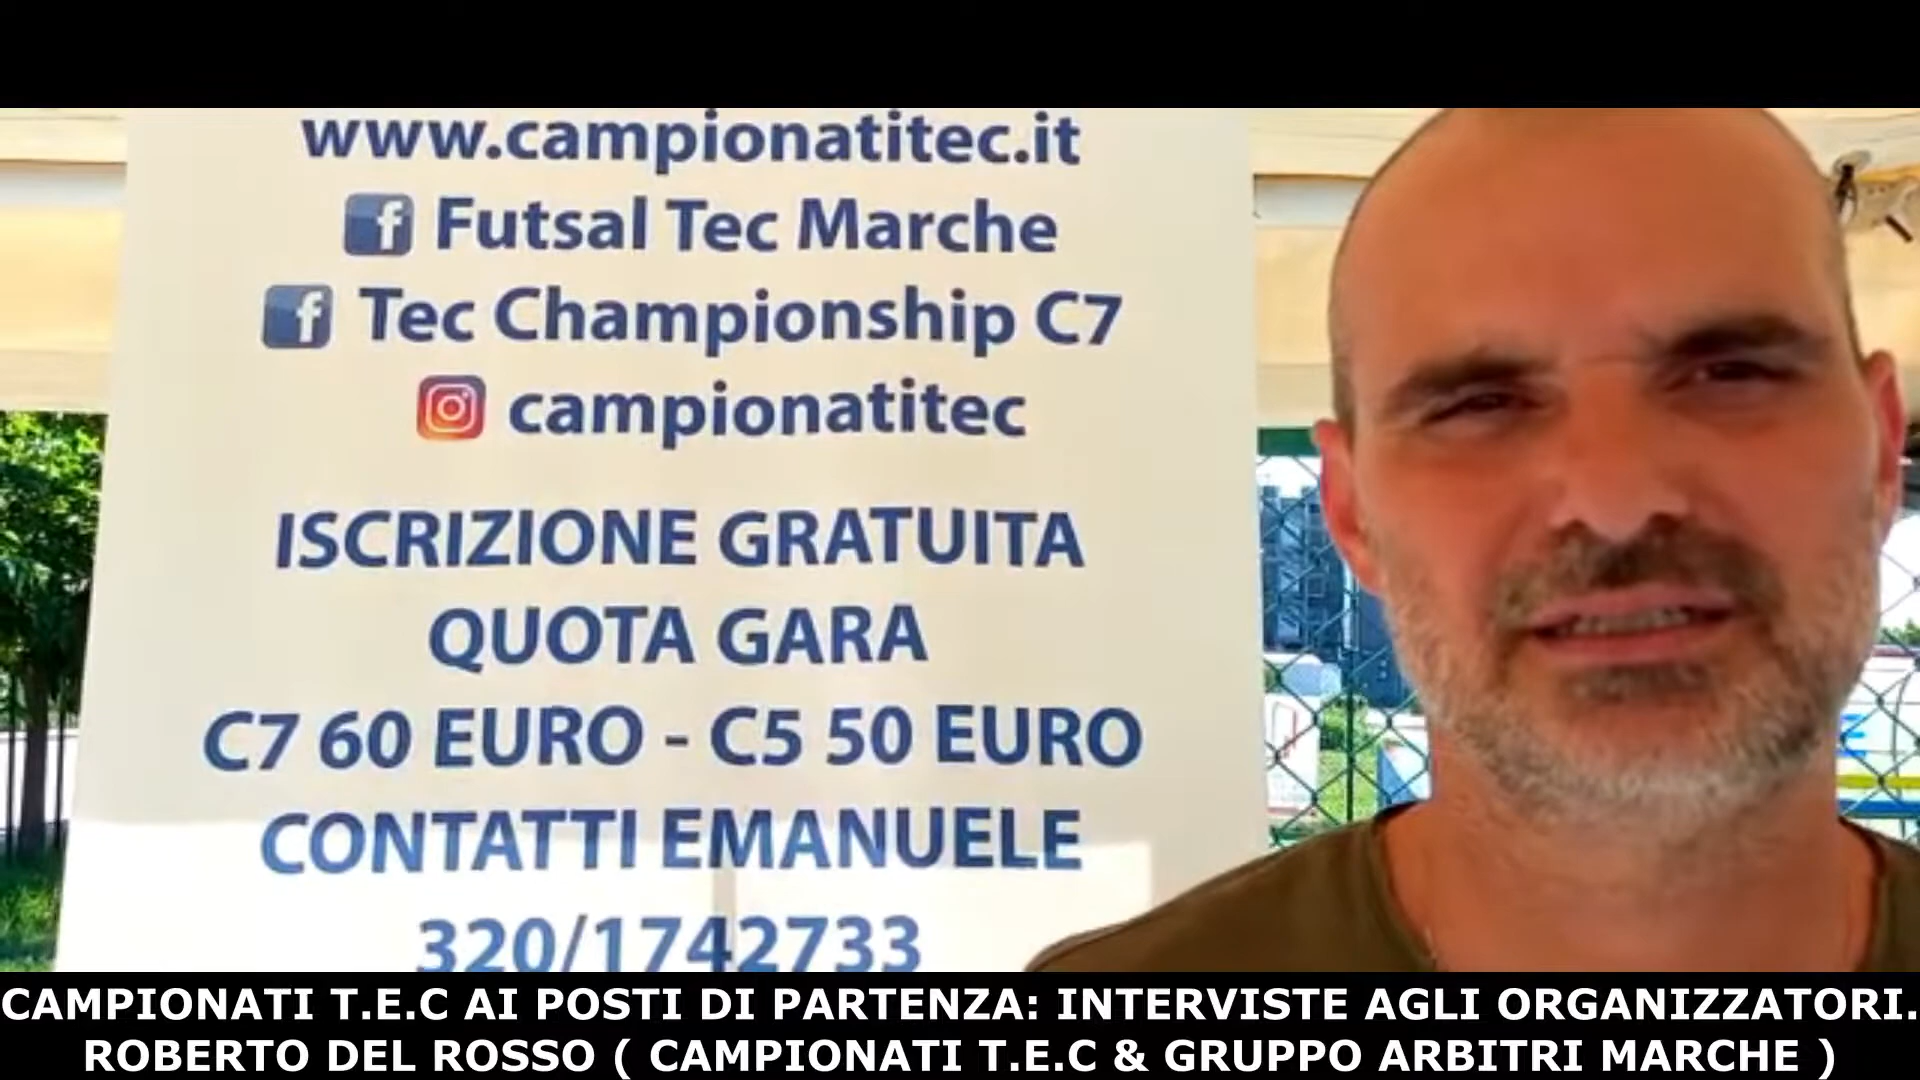 www.campionatitec.it
Futsal Tec Marche
Tec Championship C7
campionatitec
ISCRIZIONE GRATUITA
QUOTA GARA
C7 60 EURO - C5 50 EURO
CONTATTI EMANUELE
320/1742733
CAMPIONATI T.E.C AI POSTI DI PARTENZA: INTERVISTE AGLI ORGANIZZATORI.
ROBERTO DEL ROSSO ( CAMPIONATI T.E.C & GRUPPO ARBITRI MARCHE )